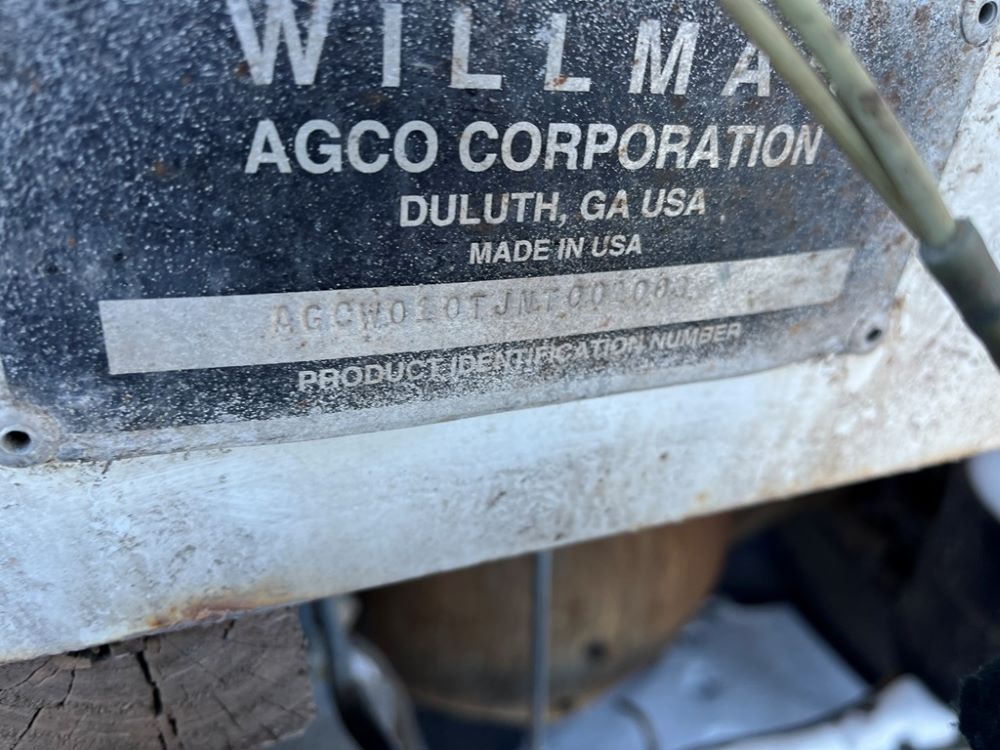 WILLMA
AGCO CORPORATION
DULUTH, GA USA
MADE IN USA
PRODUCT IDENTIFICATION NUMBER